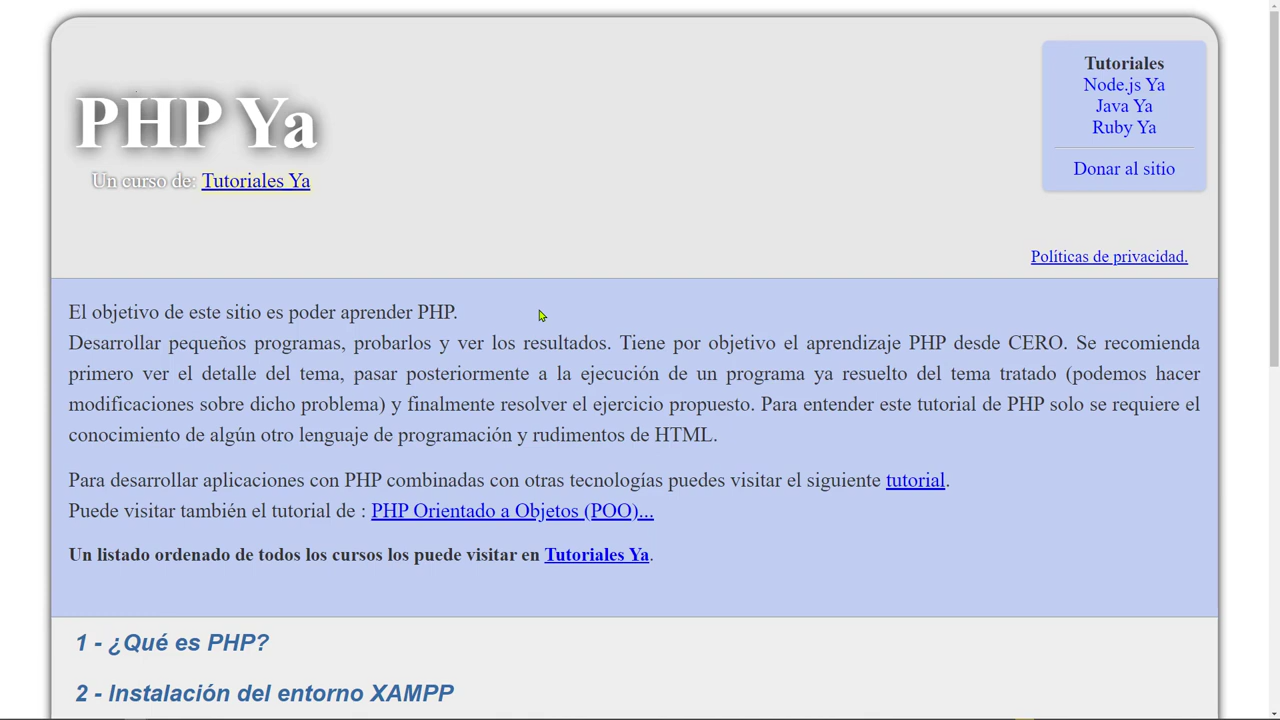 PHP Ya
Un curso de: Tutoriales Ya
Tutoriales
Node.js Ya
Java Ya
Ruby Ya
Donar al sitio
Políticas de privacidad.
El objetivo de este sitio es poder aprender PHP.
Desarrollar pequeños programas, probarlos y ver los resultados. Tiene por objetivo el aprendizaje PHP desde CERO. Se recomienda
primero ver el detalle del tema, pasar posteriormente a la ejecución de un programa ya resuelto del tema tratado (podemos hacer
modificaciones sobre dicho problema) y finalmente resolver el ejercicio propuesto. Para entender este tutorial de PHP solo se requiere el
conocimiento de algún otro lenguaje de programación y rudimentos de HTML.
Para desarrollar aplicaciones con PHP combinadas con otras tecnologías puedes visitar el siguiente tutorial.
Puede visitar también el tutorial de : PHP Orientado a Objetos (POO)...
Un listado ordenado de todos los cursos los puede visitar en Tutoriales Ya.
1 - ¿Qué es PHP?
2 - Instalación del entorno XAMPP